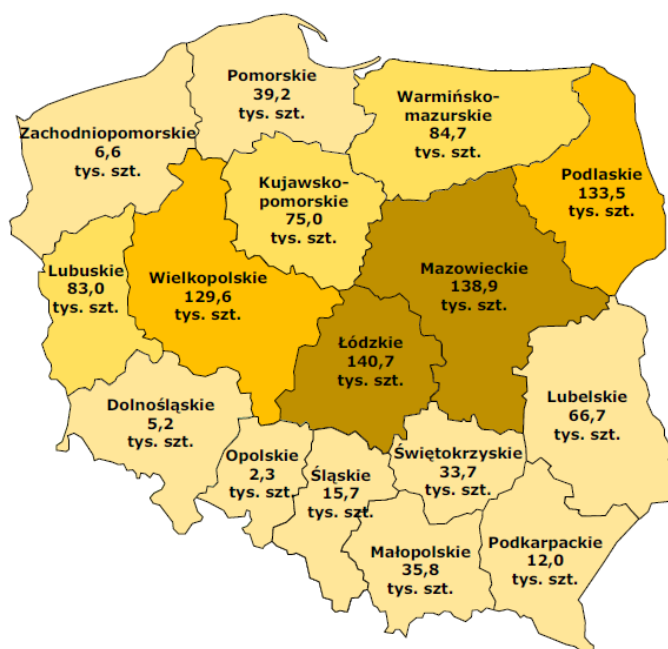 Pomorskie
39,2
tys. szt.
Warmińsko-
mazurskie
84,7
tys. szt.
Zachodniopomorskie
6,6
tys. szt.
Podlaskie
133,5
tys. szt.
Kujawsko-
pomorskie
75,0
tys. szt.
Lubuskie
83,0
tys. szt.
Wielkopolskie
129,6
tys. szt.
Mazowieckie
138,9
tys. szt.
Łódzkie
140,7
tys. szt.
Dolnośląskie
5,2
tys. szt.
Lubelskie
66,7
tys. szt.
Opolskie
2,3
tys. szt.
Śląskie
15,7
tys. szt.
Świętokrzyskie
33,7
tys. szt.
Małopolskie
35,8
tys. szt.
Podkarpackie
12,0
tys. szt.